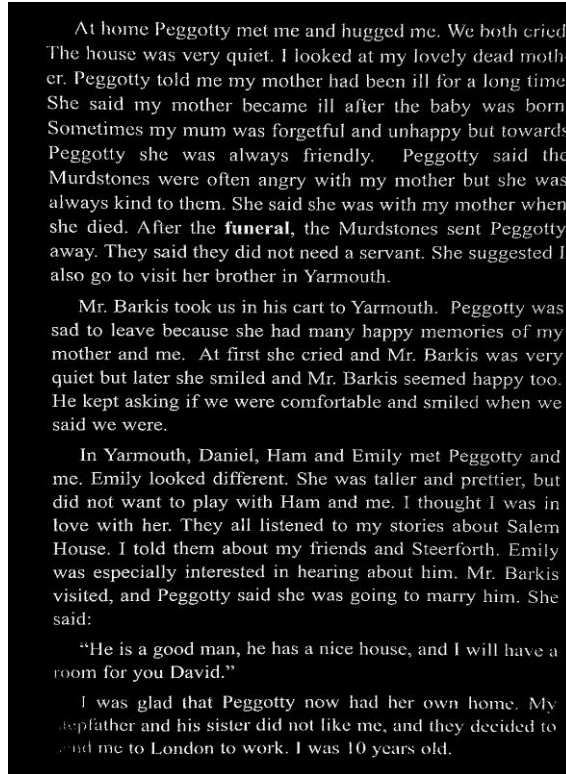 At home Peggotty met me and hugged me. We both cried
The house was very quiet. I looked at my lovely dead moth-
er. Peggotty told me my mother had been ill for a long time
She said my mother became ill after the baby was born
Sometimes my mum was forgetful and unhappy but towards
Peggotty she was always friendly. Peggotty said the
Murdstones were often angry with my mother but she was
always kind to them. She said she was with my mother when
she died. After the funeral, the Murdstones sent Peggotty
away. They said they did not need a servant. She suggested I
also go to visit her brother in Yarmouth.
Mr. Barkis took us in his cart to Yarmouth. Peggotty was
sad to leave because she had many happy memories of my
mother and me. At first she cried and Mr. Barkis was very
quiet but later she smiled and Mr. Barkis seemed happy too.
He kept asking if we were comfortable and smiled when we
said we were.
In Yarmouth, Daniel, Ham and Emily met Peggotty and
me. Emily looked different. She was taller and prettier, but
did not want to play with Ham and me. I thought I was in
love with her. They all listened to my stories about Salem
House. I told them about my friends and Steerforth. Emily
was especially interested in hearing about him. Mr. Barkis
visited, and Peggotty said she was going to marry him. She
said:
“He is a good man, he has a nice house, and I will have a
room for you David.”
I was glad that Peggotty now had her own home. My
stepfather and his sister did not like me, and they decided to
send me to London to work. I was 10 years old.